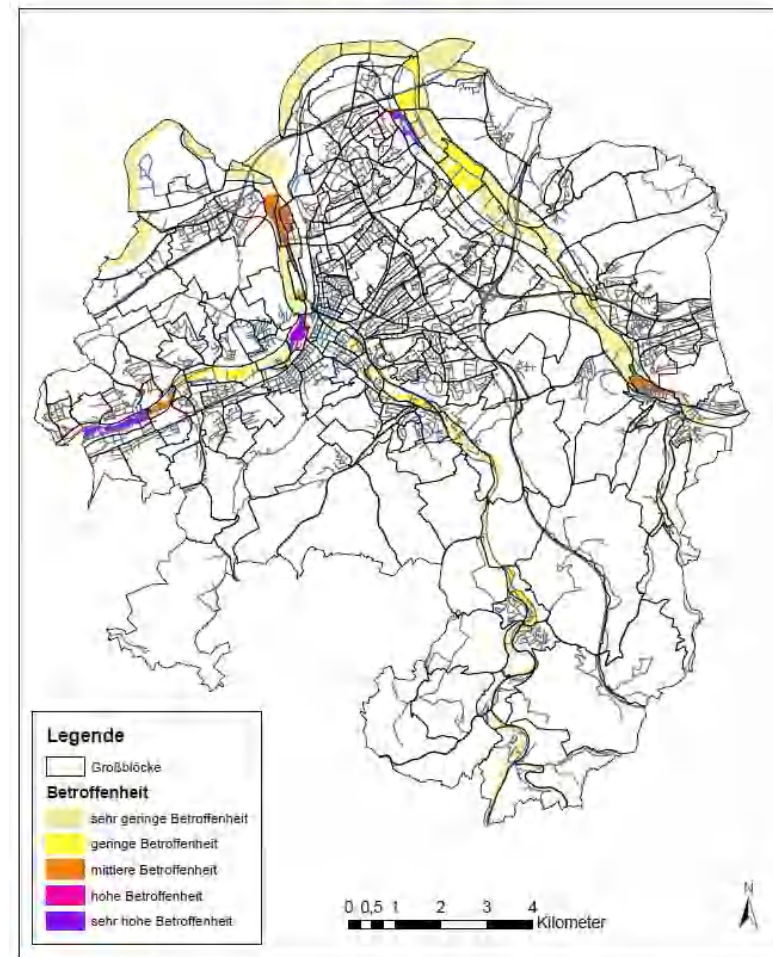 Legende
Großblöcke
Betroffenheit
sehr geringe Betroffenheit
geringe Betroffenheit
mittlere Betroffenheit
hohe Betroffenheit
sehr hohe Betroffenheit
0 0,5 1 2 3 4
Kilometer
N